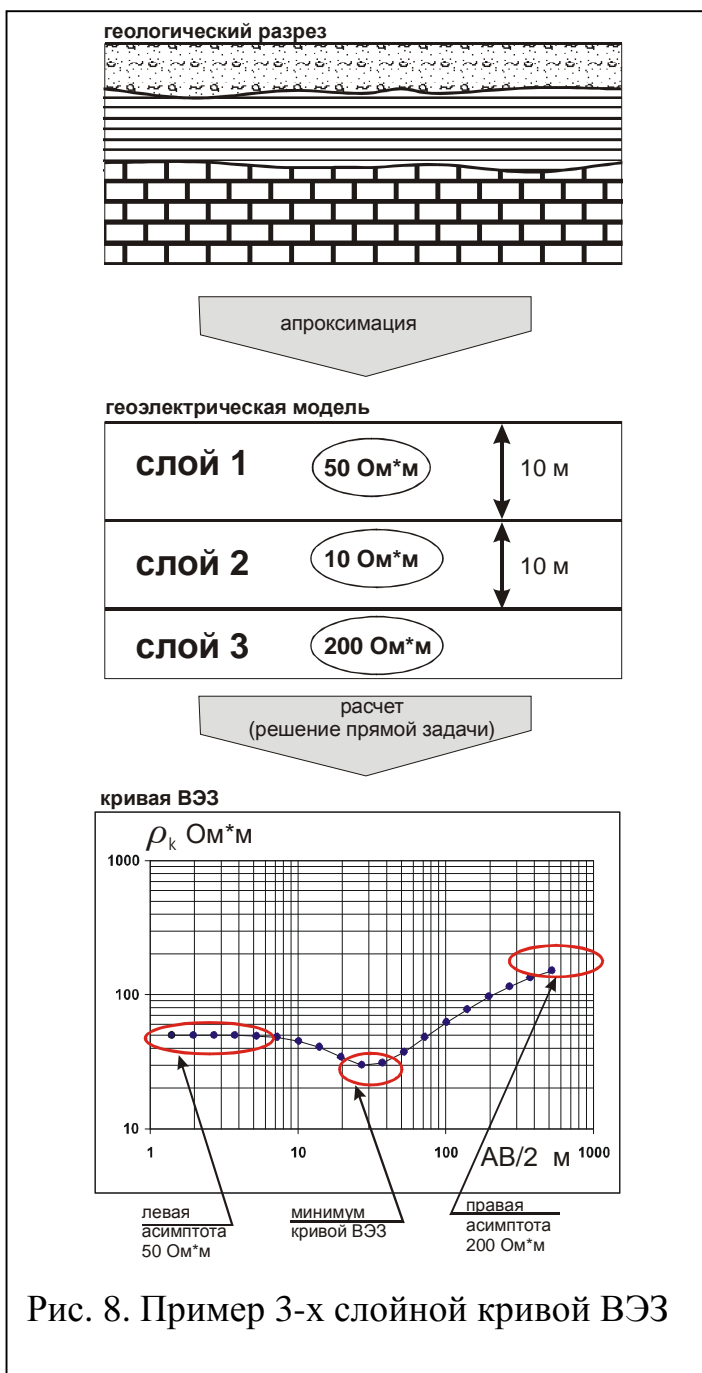 геологический разрез
апроксимация
геоэлектрическая модель
слой 1 50 Ом*м 10 м
слой 2 10 Ом*м 10 м
слой 3 200 Ом*м
расчет
(решение прямой задачи)
кривая ВЭЗ
ρk Ом*м
1000
100
10
1 10 100 1000
АВ/2 м
левая
асимптота
50 Ом*м
минимум
кривой ВЭЗ
правая
асимптота
200 Ом*м
Рис. 8. Пример 3-х слойной кривой ВЭЗ